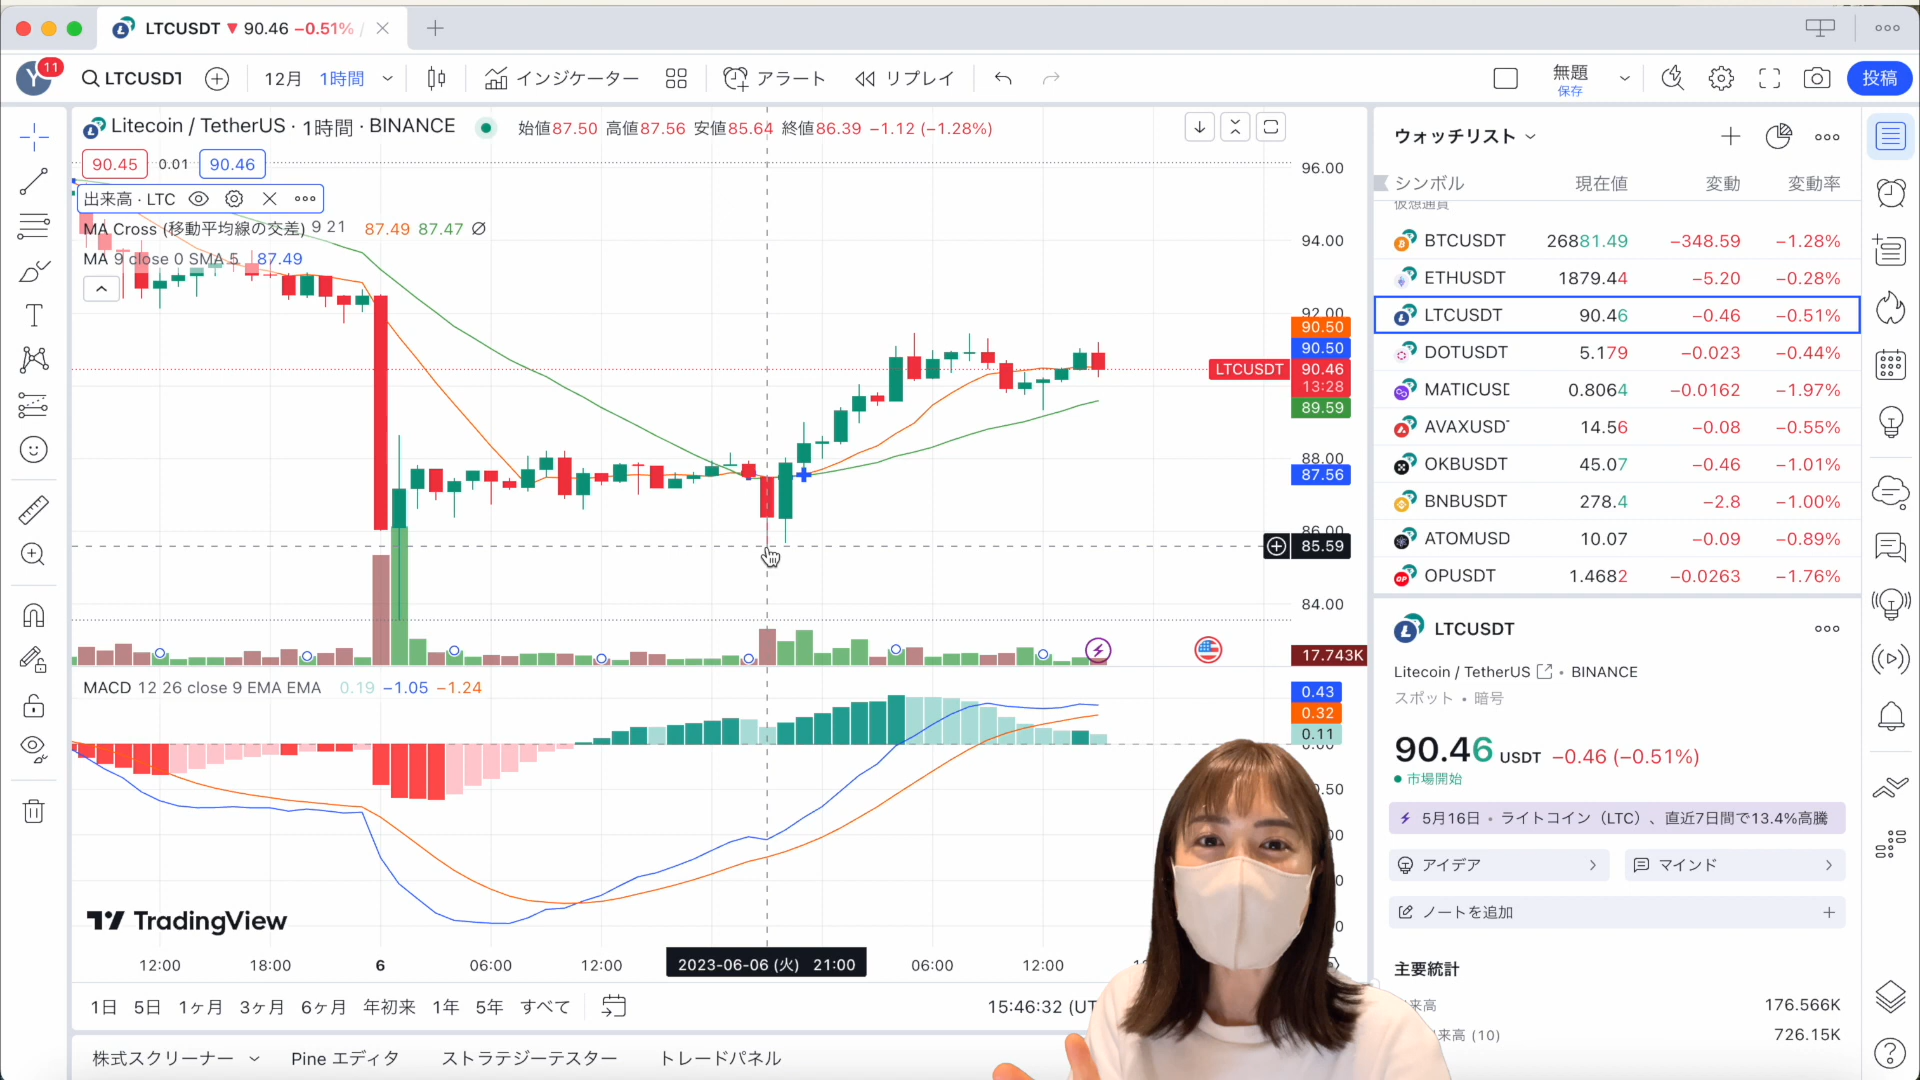 LTCUSDT ▼ 90.46 −0.51% /
Y 11
LTCUSDT
12月 1時間
インジケーター
アラート
リプレイ
無題
保存
投稿
Litecoin / TetherUS · 1時間 · BINANCE
始値87.50 高値87.56 安値85.64 終値86.39 −1.12 (−1.28%)
90.45 0.01 90.46
出来高 · LTC
MA Cross (移動平均線の交差) 9 21 87.49 87.47 Ø
MA 9 close 0 SMA 5 87.49
96.00
94.00
92.00
90.50
90.50
LTCUSDT 90.46
13:28
89.59
88.00
87.56
86.00
85.59
84.00
17.743K
MACD 12 26 close 9 EMA EMA 0.19 −1.05 −1.24
0.43
0.32
0.11
0.00
TradingView
12:00 18:00 6 06:00 12:00 2023-06-06 (火) 21:00 06:00 12:00
1日 5日 1ヶ月 3ヶ月 6ヶ月 年初来 1年 5年 すべて
15:46:32 (UT
株式スクリーナー Pine エディタ ストラテジーテスター トレードパネル
ウォッチリスト
シンボル 現在値 変動 変動率
仮想通貨
BTCUSDT 26881.49 −348.59 −1.28%
ETHUSDT 1879.44 −5.20 −0.28%
LTCUSDT 90.46 −0.46 −0.51%
DOTUSDT 5.179 −0.023 −0.44%
MATICUSD 0.8064 −0.0162 −1.97%
AVAXUSDT 14.56 −0.08 −0.55%
OKBUSDT 45.07 −0.46 −1.01%
BNBUSDT 278.4 −2.8 −1.00%
ATOMUSD 10.07 −0.09 −0.89%
OPUSDT 1.4682 −0.0263 −1.76%
LTCUSDT
Litecoin / TetherUS • BINANCE
スポット • 暗号
90.46 USDT −0.46 (−0.51%)
市場開始
5月16日 • ライトコイン（LTC）、直近7日間で13.4%高騰
アイデア
マインド
ノートを追加
主要統計
来高 176.566K
来高 (10) 726.15K